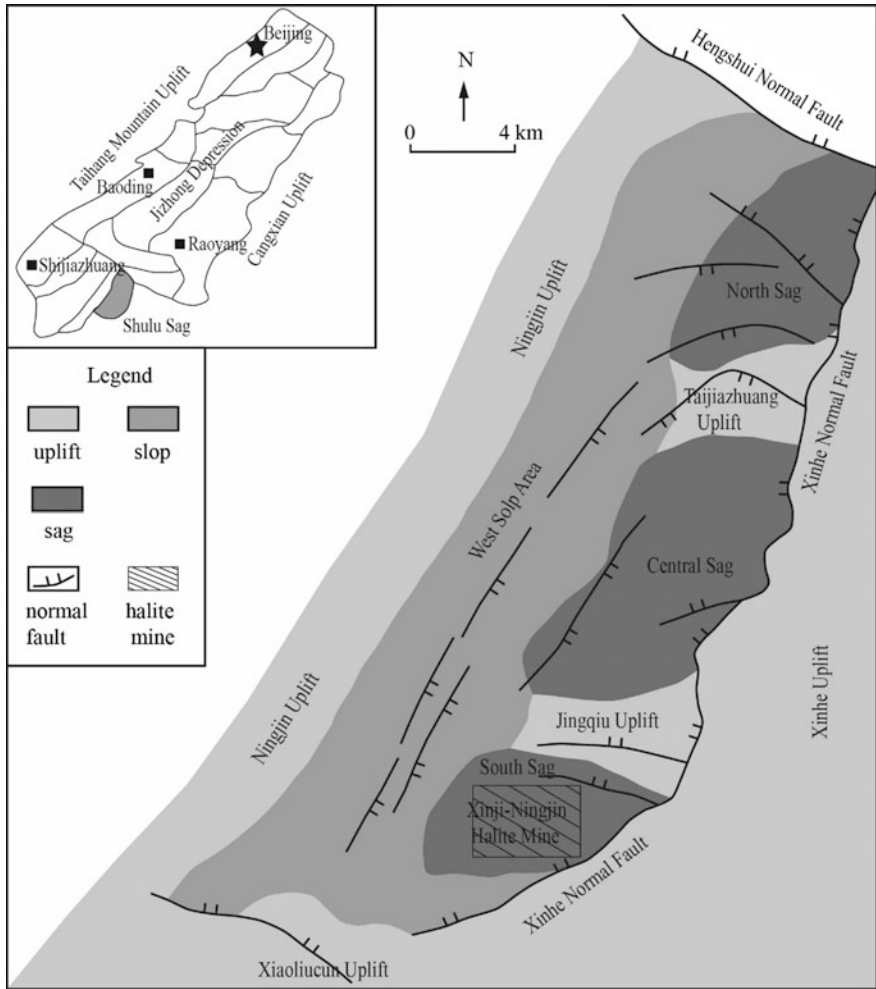 Beijing
Taihang Mountain Uplift
Baoding
Jizhong Depression
Cangxian Uplift
Raoyang
Shijiazhuang
Shulu Sag
N
0 4 km
Legend
uplift
slop
sag
normal
fault
halite
mine
Hengshui Normal Fault
Ningjin Uplift
North Sag
Taijiazhuang
Uplift
Xinhe Normal Fault
West Solp Area
Central Sag
Ningjin Uplift
Jingqiu Uplift
Xinhe Uplift
South Sag
Xinji-Ningjin
Halite Mine
Xinhe Normal Fault
Xiaoliucun Uplift